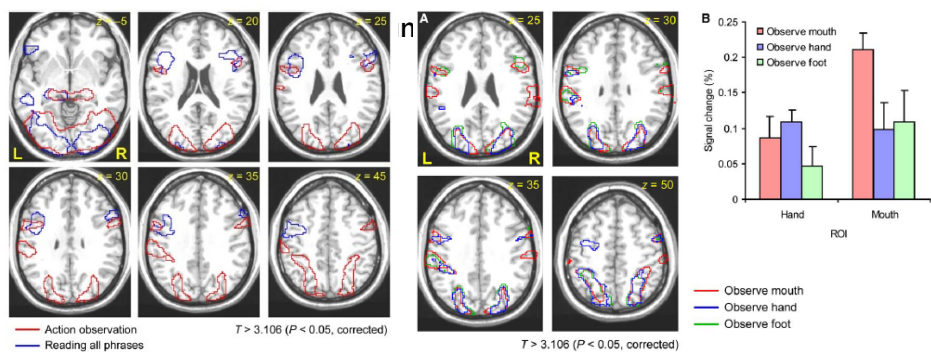 n
z = -5
z = 20
z = 25
L
R
z = 30
z = 35
z = 45
Action observation
Reading all phrases
T > 3.106 (P < 0.05, corrected)
A
z = 25
z = 30
L
R
z = 35
z = 50
T > 3.106 (P < 0.05, corrected)
B
Signal change (%)
0.25
0.2
0.15
0.1
0.05
0
Observe mouth
Observe hand
Observe foot
Hand
Mouth
ROI
Observe mouth
Observe hand
Observe foot